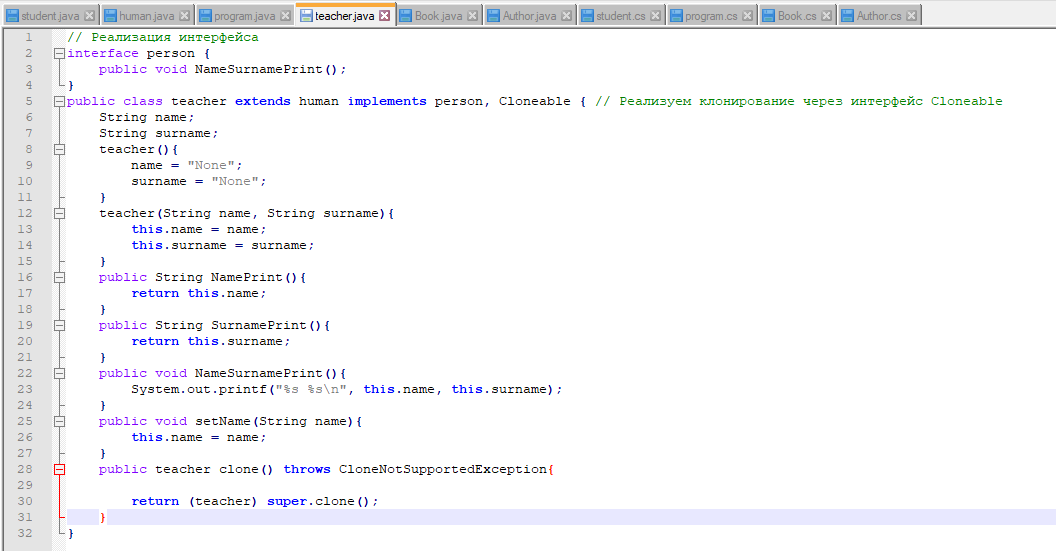 student.java human.java program.java teacher.java Book.java Author.java student.cs program.cs Book.cs Author.cs
1 // Реализация интерфейса
2 interface person {
3     public void NameSurnamePrint();
4 }
5 public class teacher extends human implements person, Cloneable { // Реализуем клонирование через интерфейс Cloneable
6     String name;
7     String surname;
8     teacher(){
9         name = "None";
10         surname = "None";
11     }
12     teacher(String name, String surname){
13         this.name = name;
14         this.surname = surname;
15     }
16     public String NamePrint(){
17         return this.name;
18     }
19     public String SurnamePrint(){
20         return this.surname;
21     }
22     public void NameSurnamePrint(){
23         System.out.printf("%s %s\n", this.name, this.surname);
24     }
25     public void setName(String name){
26         this.name = name;
27     }
28     public teacher clone() throws CloneNotSupportedException{
29
30         return (teacher) super.clone();
31     }
32 }